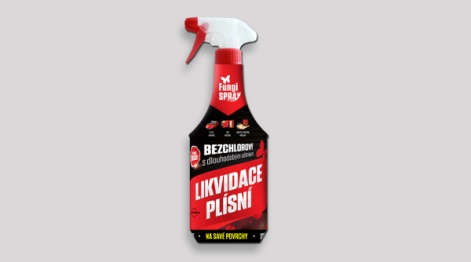 Fungi
SPRAY
BEZCHLOROVÝ
s dlouhodobým účinkem
LIKVIDACE
PLÍSNÍ
NA SAVÉ POVRCHY